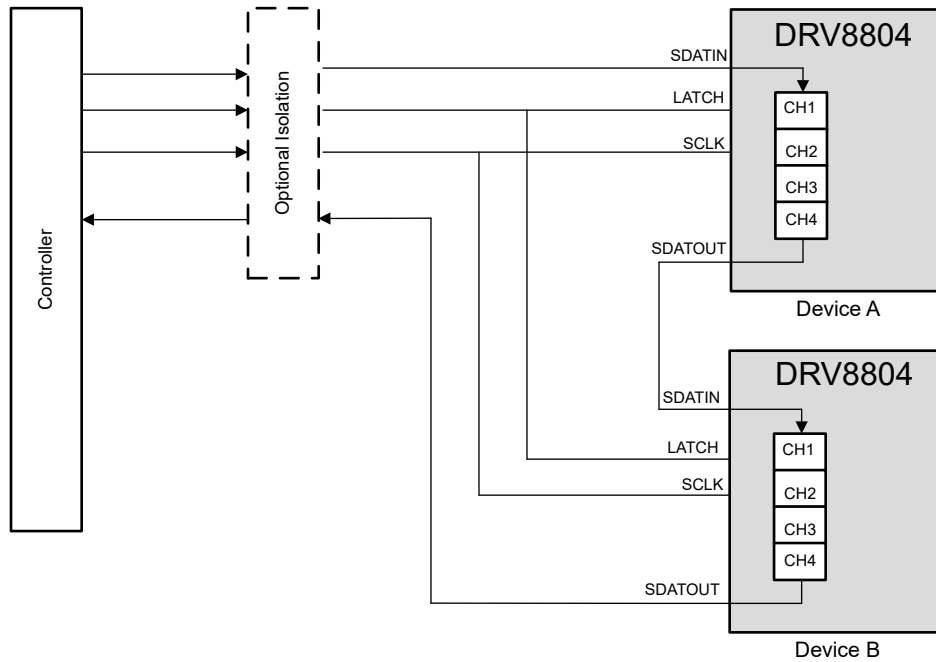 Controller
Optional Isolation
DRV8804
SDATIN
LATCH
SCLK
SDATOUT
CH1
CH2
CH3
CH4
Device A
DRV8804
SDATIN
LATCH
SCLK
SDATOUT
CH1
CH2
CH3
CH4
Device B